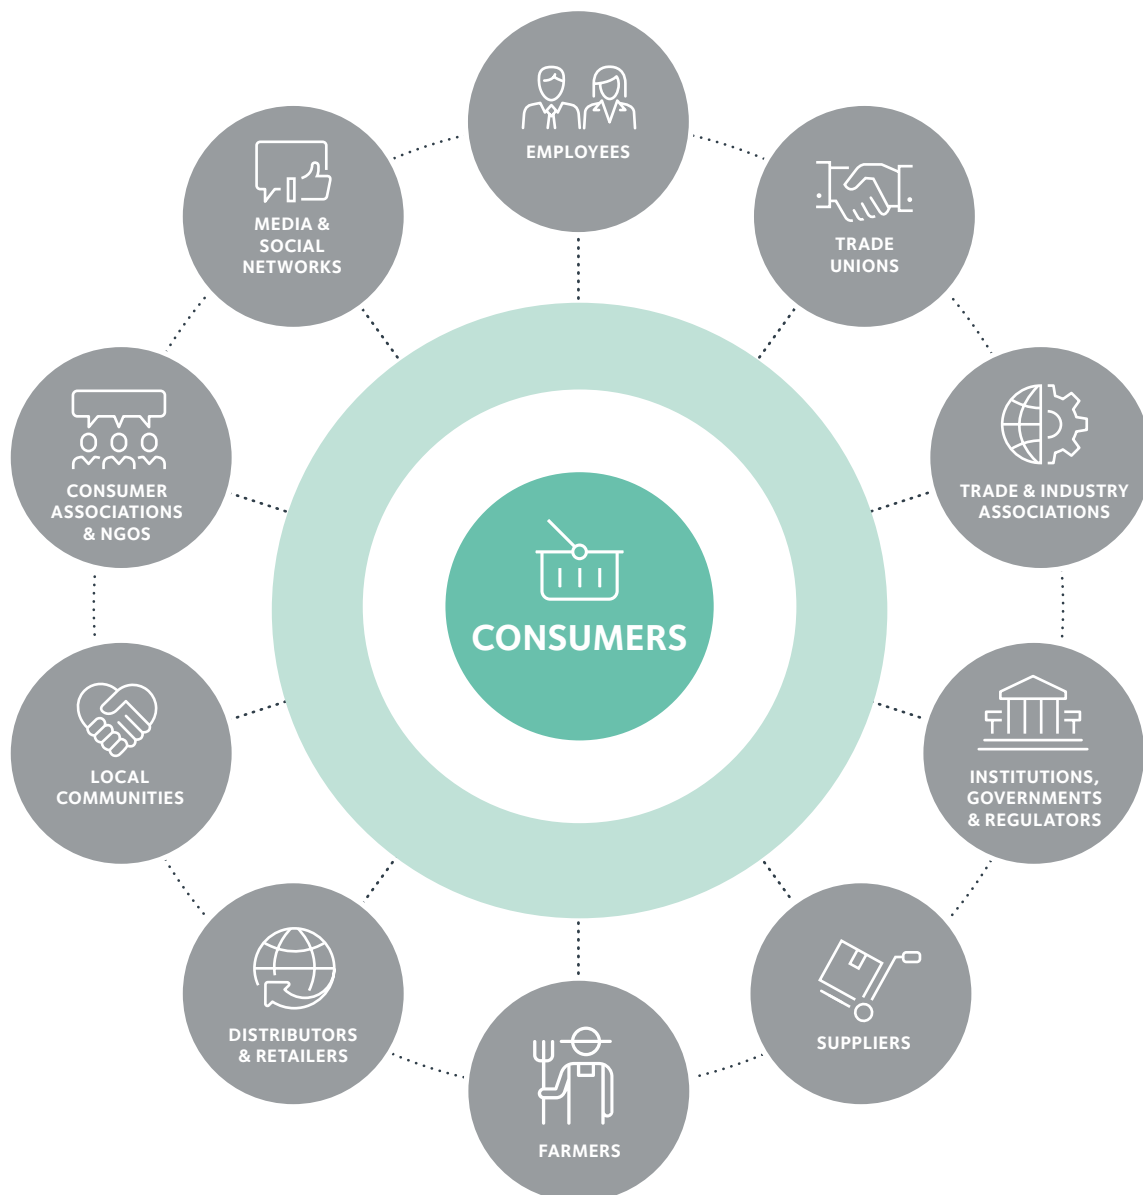 EMPLOYEES
MEDIA &
SOCIAL
NETWORKS
TRADE
UNIONS
CONSUMER
ASSOCIATIONS
& NGOS
TRADE & INDUSTRY
ASSOCIATIONS
CONSUMERS
LOCAL
COMMUNITIES
INSTITUTIONS,
GOVERNMENTS
& REGULATORS
DISTRIBUTORS
& RETAILERS
SUPPLIERS
FARMERS